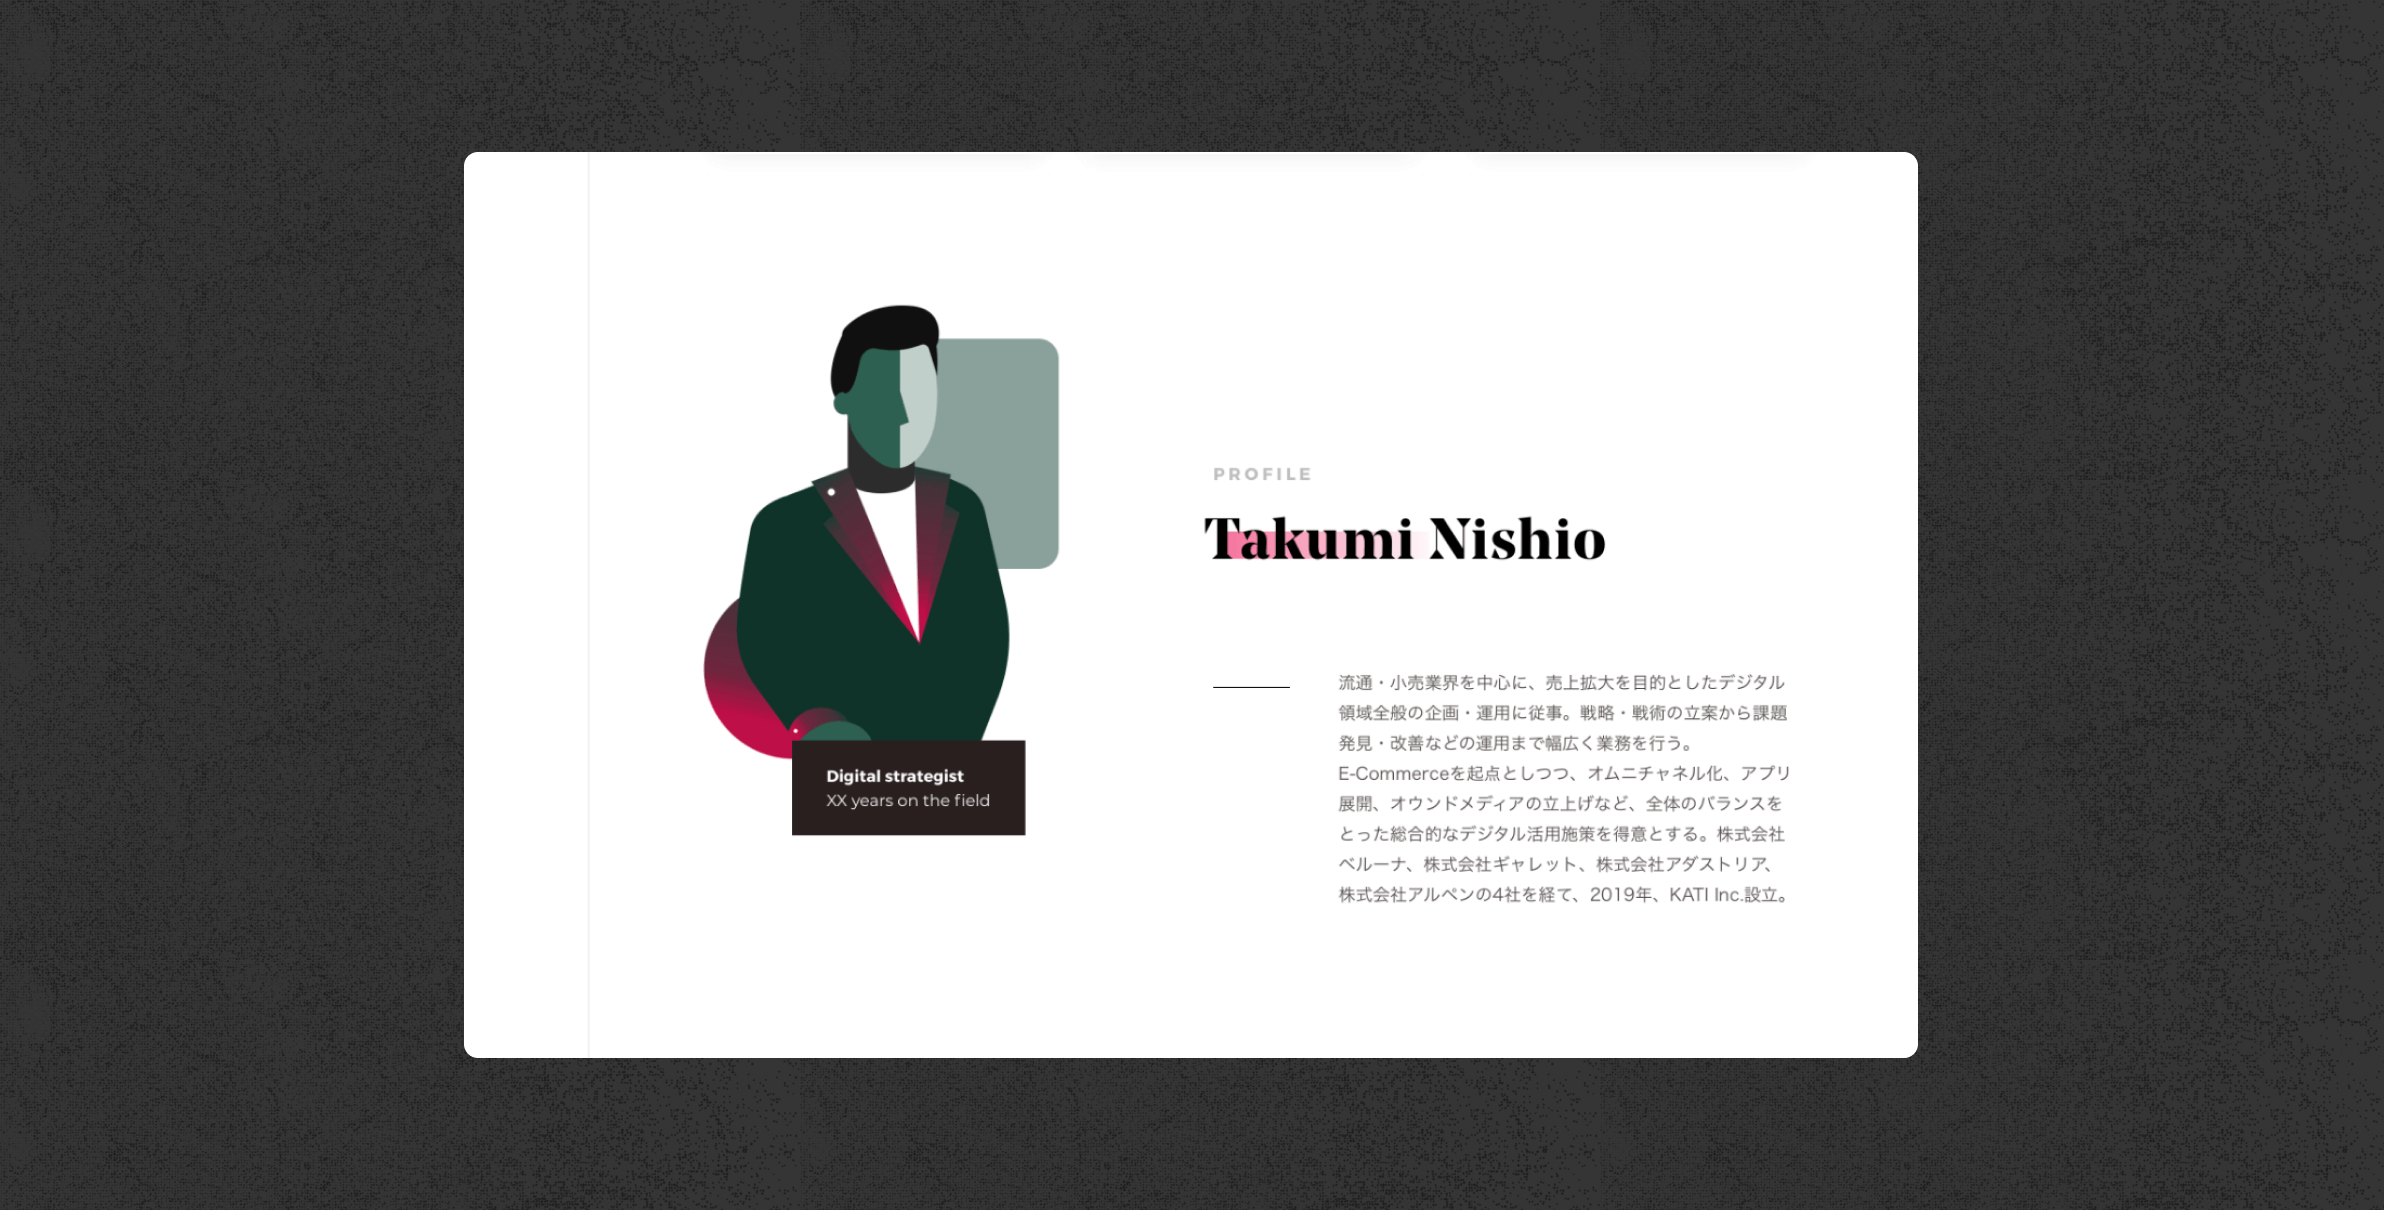 PROFILE
Takumi Nishio
流通・小売業界を中心に、売上拡大を目的としたデジタル
領域全般の企画・運用に従事。戦略・戦術の立案から課題
発見・改善などの運用まで幅広く業務を行う。
E-Commerceを起点としつつ、オムニチャネル化、アプリ
展開、オウンドメディアの立上げなど、全体のバランスを
とった総合的なデジタル活用施策を得意とする。株式会社
ベルーナ、株式会社ギャレット、株式会社アダストリア、
株式会社アルペンの4社を経て、2019年、KATI Inc.設立。
Digital strategist
XX years on the field